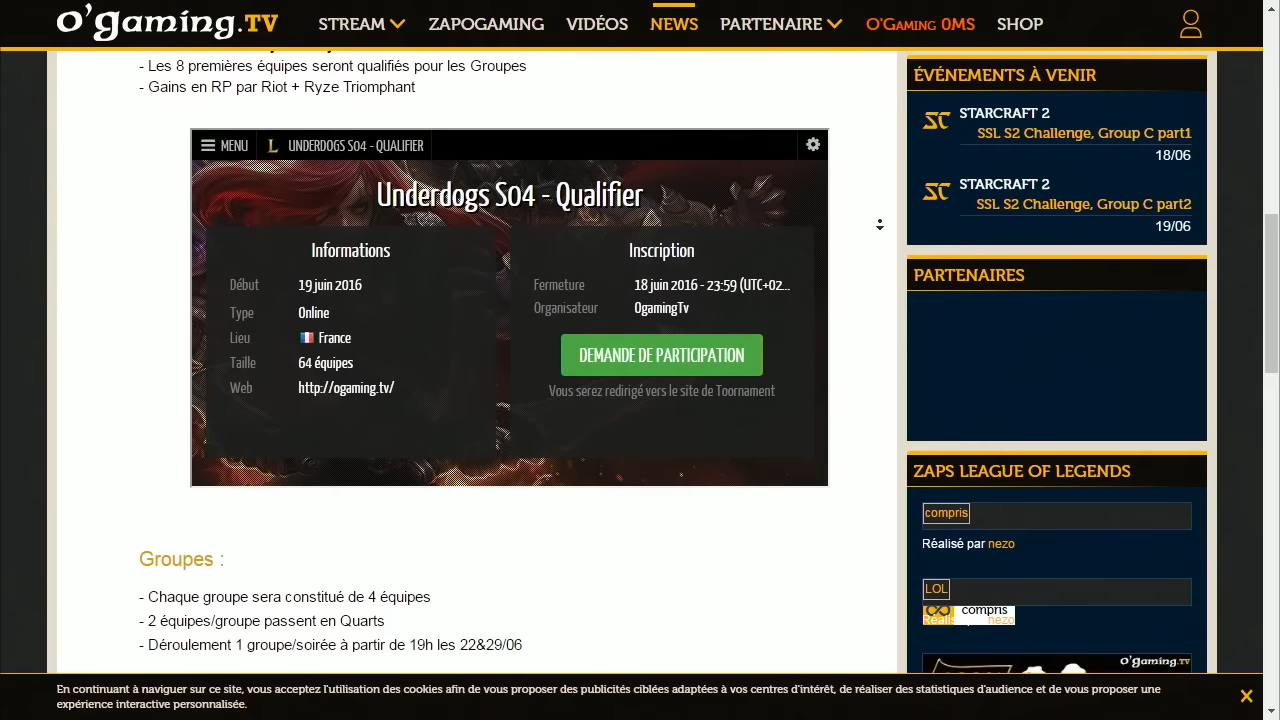 O'gaming.TV
STREAM
ZAPOGAMING
VIDÉOS
NEWS
PARTENAIRE
O'GAMING 0MS
SHOP
- Les 8 premières équipes seront qualifiés pour les Groupes
- Gains en RP par Riot + Ryze Triomphant
MENU
UNDERDOGS S04 - QUALIFIER
Underdogs S04 - Qualifier
Informations
Début 19 juin 2016
Type Online
Lieu France
Taille 64 équipes
Web http://ogaming.tv/
Inscription
Fermeture 18 juin 2016 - 23:59 (UTC+02...
Organisateur OgamingTv
DEMANDE DE PARTICIPATION
Vous serez redirigé vers le site de Toornament
Groupes :
- Chaque groupe sera constitué de 4 équipes
- 2 équipes/groupe passent en Quarts
- Déroulement 1 groupe/soirée à partir de 19h les 22&29/06
ÉVÉNEMENTS À VENIR
STARCRAFT 2
SSL S2 Challenge, Group C part1
18/06
STARCRAFT 2
SSL S2 Challenge, Group C part2
19/06
PARTENAIRES
ZAPS LEAGUE OF LEGENDS
compris
Réalisé par nezo
LOL
compris
nezo
o'gaming.TV
En continuant à naviguer sur ce site, vous acceptez l'utilisation des cookies afin de vous proposer des publicités ciblées adaptées à vos centres d'intérêt, de réaliser des statistiques d'audience et de vous proposer une
expérience interactive personnalisée.